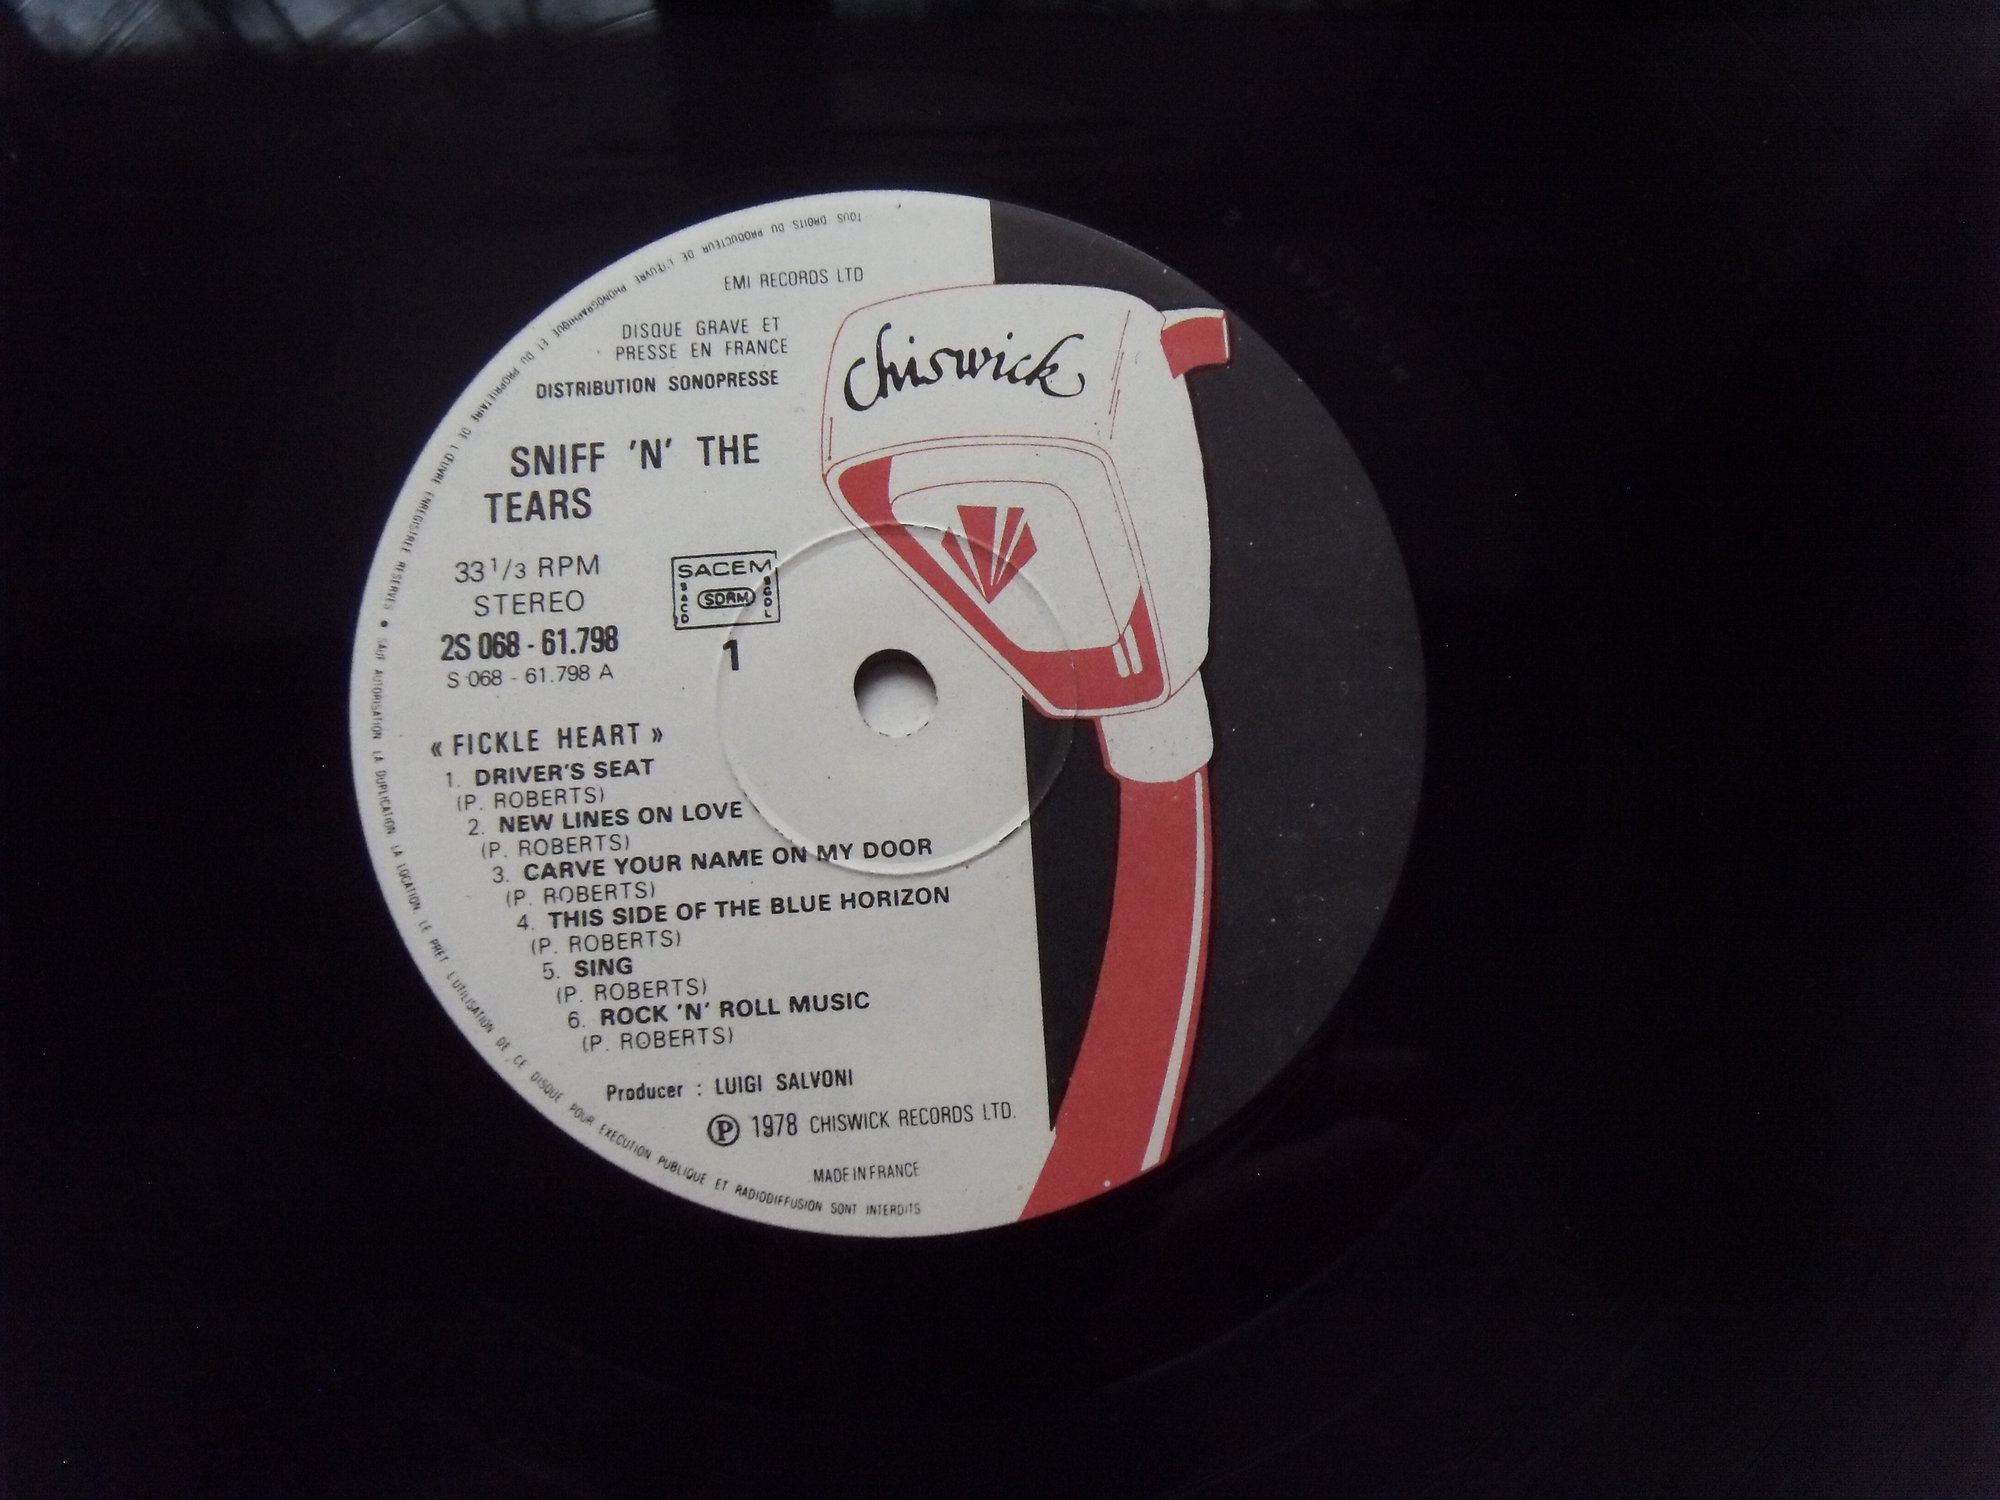 TOUS DROITS DU PRODUCTEUR DE L'ŒUVRE PHONOGRAPHIQUE ET DU PROPRIETAIRE DE L'ŒUVRE ENREGISTREE RESERVES • SAUF AUTORISATION LA DUPLICATION LA LOCATION LE PRET L'UTILISATION DE CE DISQUE POUR EXECUTION PUBLIQUE ET RADIODIFFUSION SONT INTERDITS
EMI RECORDS LTD
DISQUE GRAVE ET
PRESSE EN FRANCE
DISTRIBUTION SONOPRESSE
Chiswick
SNIFF 'N' THE
TEARS
33 1/3 RPM
STEREO
2S 068 - 61.798
S 068 - 61.798 A
SACEM
SACD
SDRM
SGDL
1
« FICKLE HEART »
1. DRIVER'S SEAT
(P. ROBERTS)
2. NEW LINES ON LOVE
(P. ROBERTS)
3. CARVE YOUR NAME ON MY DOOR
(P. ROBERTS)
4. THIS SIDE OF THE BLUE HORIZON
(P. ROBERTS)
5. SING
(P. ROBERTS)
6. ROCK 'N' ROLL MUSIC
(P. ROBERTS)
Producer : LUIGI SALVONI
Ⓟ 1978 CHISWICK RECORDS LTD.
MADE IN FRANCE